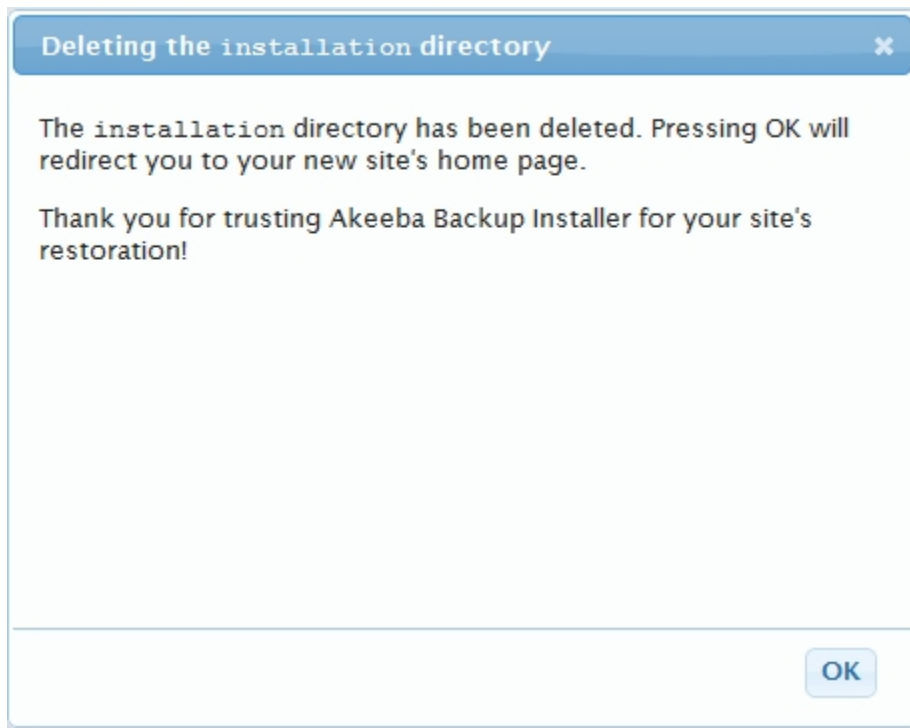 Deleting the installation directory
The installation directory has been deleted. Pressing OK will
redirect you to your new site's home page.
Thank you for trusting Akeeba Backup Installer for your site's
restoration!
OK